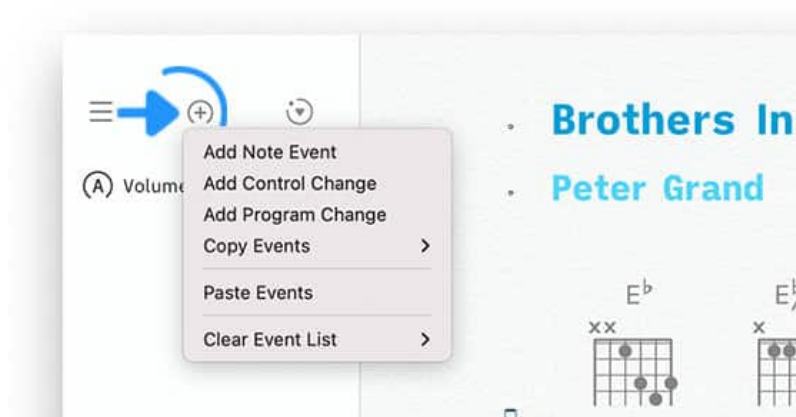 Brothers In
Peter Grand
Volume
Add Note Event
Add Control Change
Add Program Change
Copy Events
Paste Events
Clear Event List
E♭
E♭
xx
x